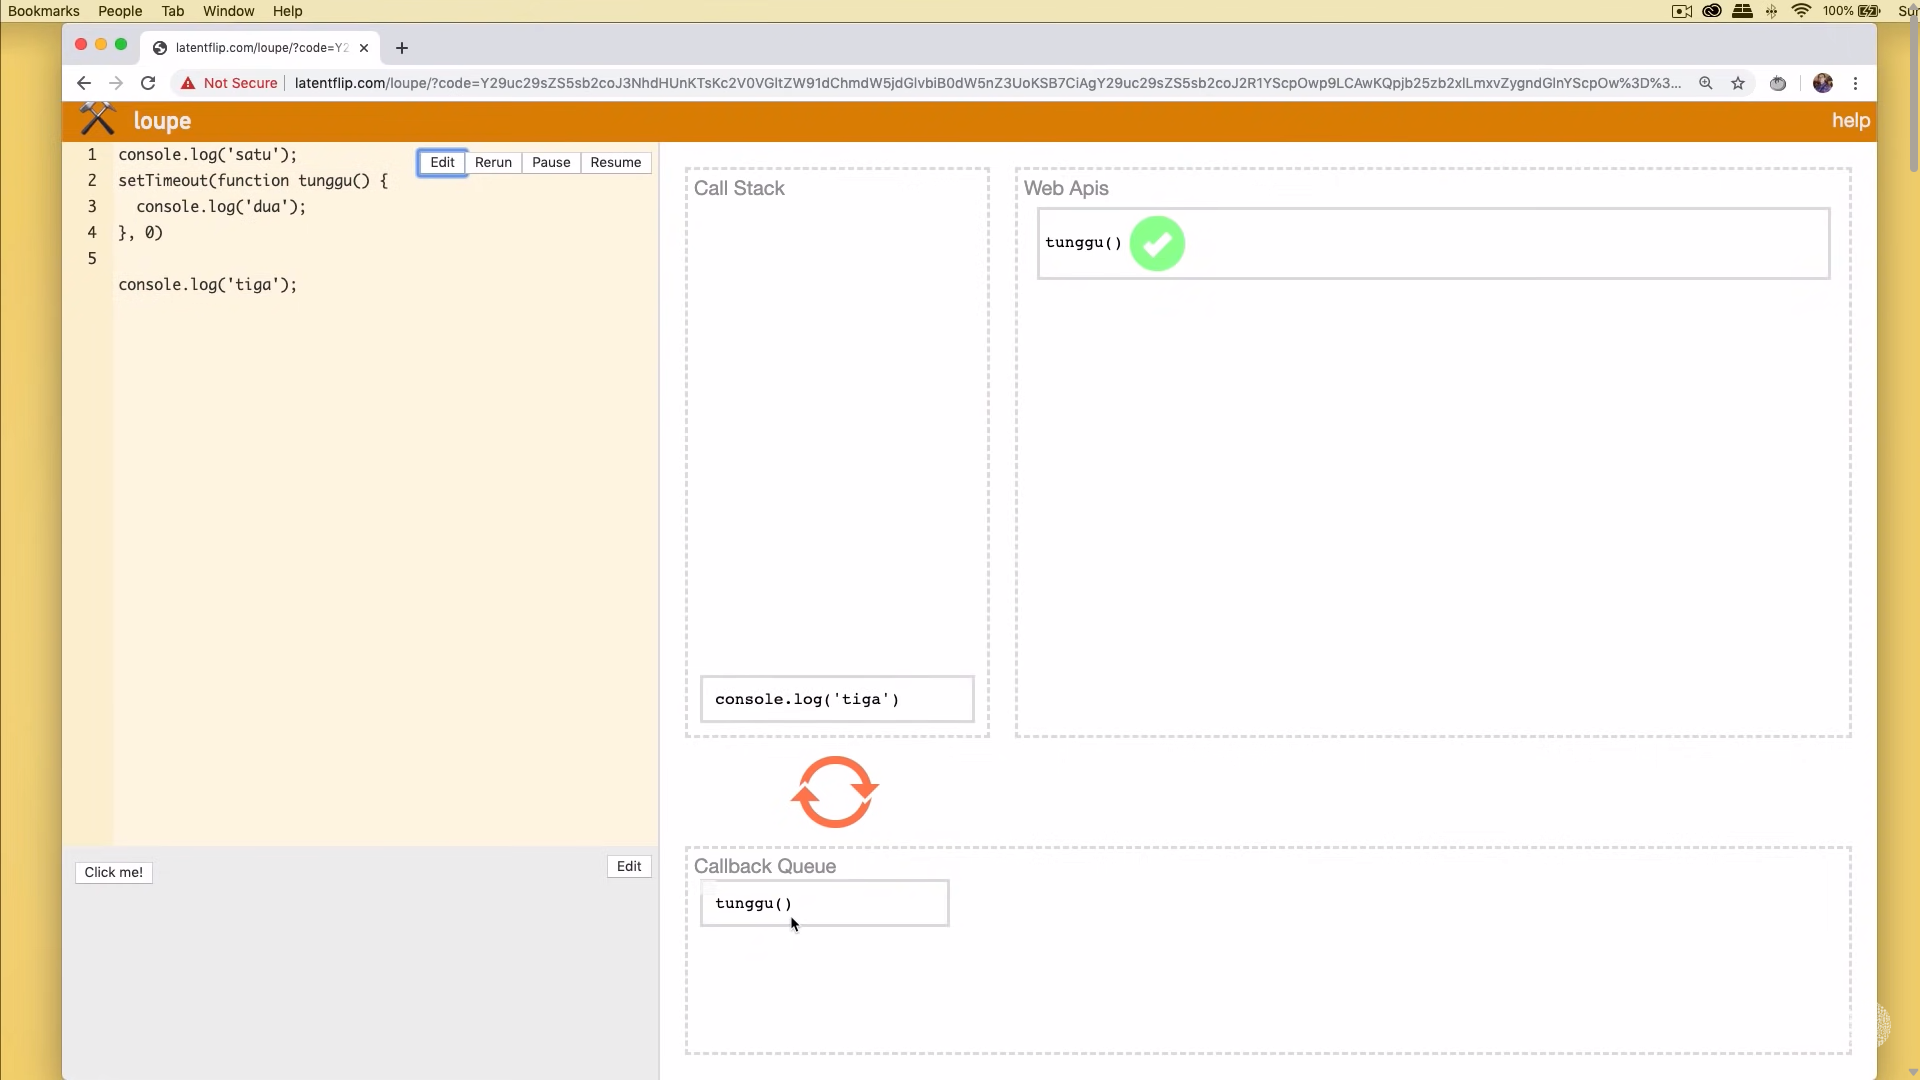 Bookmarks People Tab Window Help 100%
latentflip.com/loupe/?code=Y2
Not Secure latentflip.com/loupe/?code=Y29uc29sZS5sb2coJ3NhdHUnKTsKc2V0VGltZW91dChmdW5jdGlvbiB0dW5nZ3UoKSB7CiAgY29uc29sZS5sb2coJ2R1YScpOwp9LCAwKQpjb25zb2xlLmxvZygndGlnYScpOw%3D%3...
loupe help
1 console.log('satu');
Edit Rerun Pause Resume
2 setTimeout(function tunggu() {
3 console.log('dua');
4 }, 0)
5
console.log('tiga');
Call Stack
console.log('tiga')
Web Apis
tunggu()
Click me! Edit
Callback Queue
tunggu()